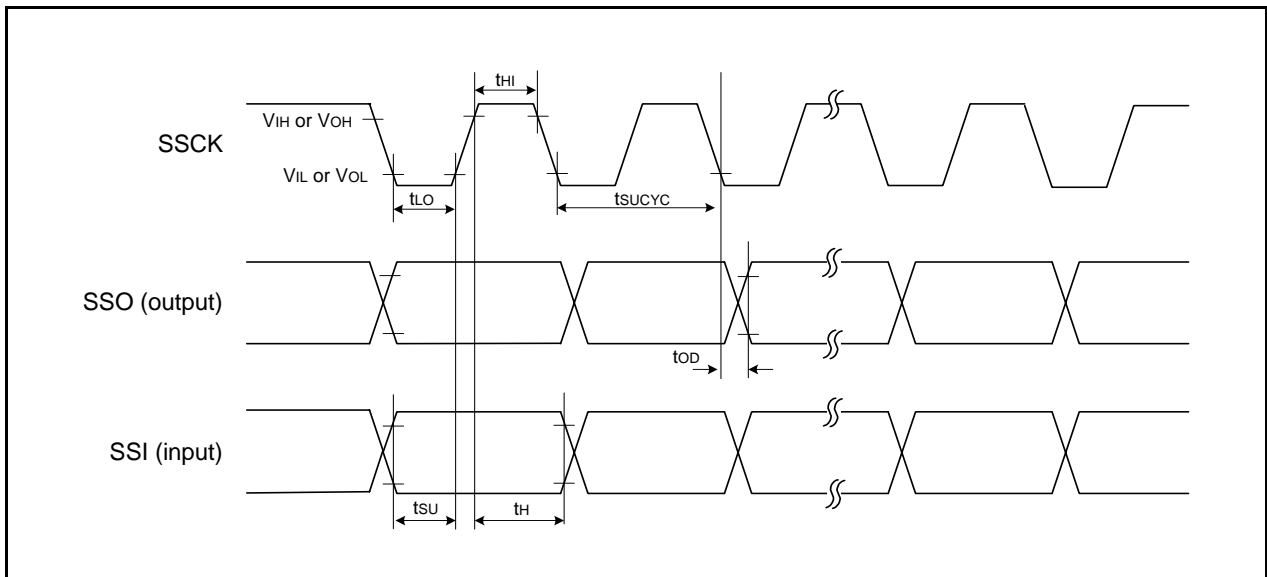 tHI
VIH or VOH
SSCK
VIL or VOL
tLO
tSUCYC
SSO (output)
tOD
SSI (input)
tSU
tH